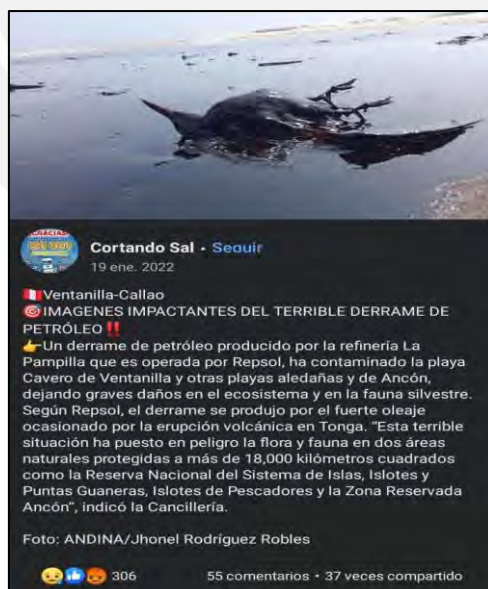 GRACIAS
Cortando Sal · Seguir
19 ene. 2022
Ventanilla-Callao
IMAGENES IMPACTANTES DEL TERRIBLE DERRAME DE
PETRÓLEO ‼️
👉Un derrame de petróleo producido por la refinería La
Pampilla que es operada por Repsol, ha contaminado la playa
Cavero de Ventanilla y otras playas aledañas y de Ancón,
dejando graves daños en el ecosistema y en la fauna silvestre.
Según Repsol, el derrame se produjo por el fuerte oleaje
ocasionado por la erupción volcánica en Tonga. "Esta terrible
situación ha puesto en peligro la flora y fauna en dos áreas
naturales protegidas a más de 18,000 kilómetros cuadrados
como la Reserva Nacional del Sistema de Islas, Islotes y
Puntas Guaneras, Islotes de Pescadores y la Zona Reservada
Ancón", indicó la Cancillería.
Foto: ANDINA/Jhonel Rodríguez Robles
306 55 comentarios • 37 veces compartido